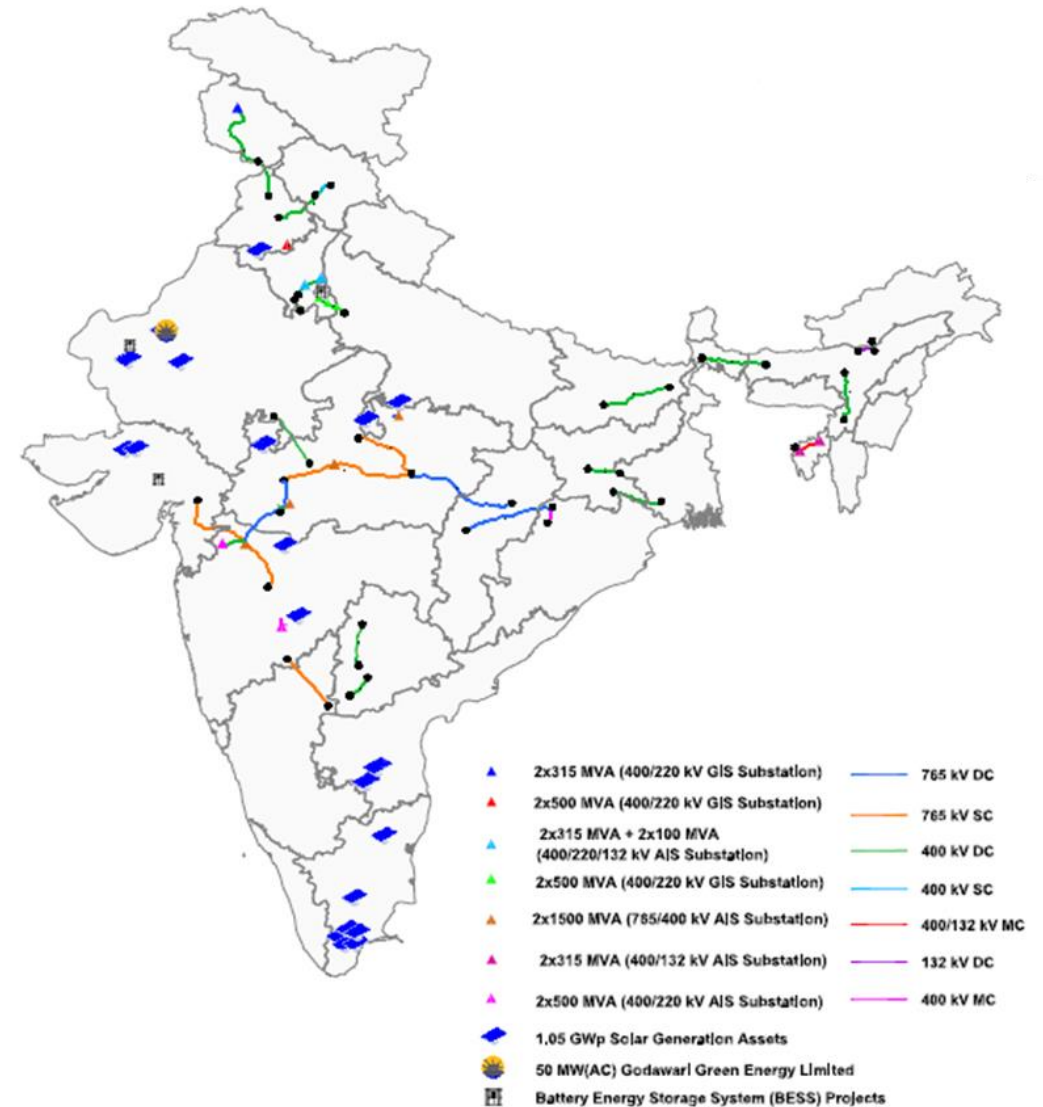 2x315 MVA (400/220 kV GIS Substation)
2x500 MVA (400/220 kV GIS Substation)
2x315 MVA + 2x100 MVA
(400/220/132 kV AIS Substation)
2x500 MVA (400/220 kV GIS Substation)
2x1500 MVA (765/400 kV AIS Substation)
2x315 MVA (400/132 kV AIS Substation)
2x500 MVA (400/220 kV AIS Substation)
1.05 GWp Solar Generation Assets
50 MW(AC) Godawari Green Energy Limited
Battery Energy Storage System (BESS) Projects
765 kV DC
765 kV SC
400 kV DC
400 kV SC
400/132 kV MC
132 kV DC
400 kV MC